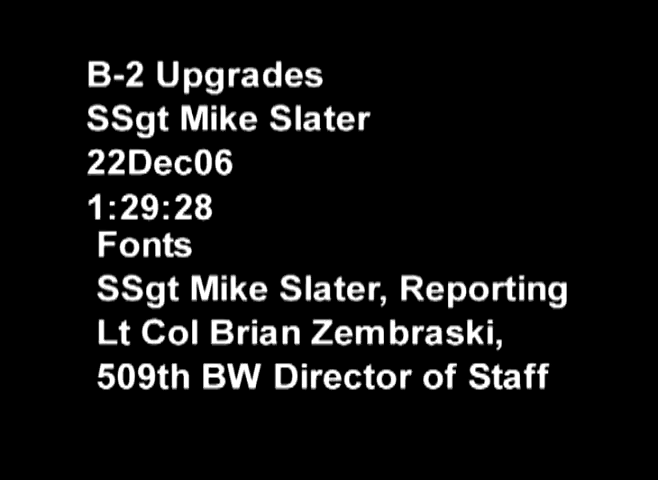 B-2 Upgrades
SSgt Mike Slater
22Dec06
1:29:28
Fonts
SSgt Mike Slater, Reporting
Lt Col Brian Zembraski,
509th BW Director of Staff